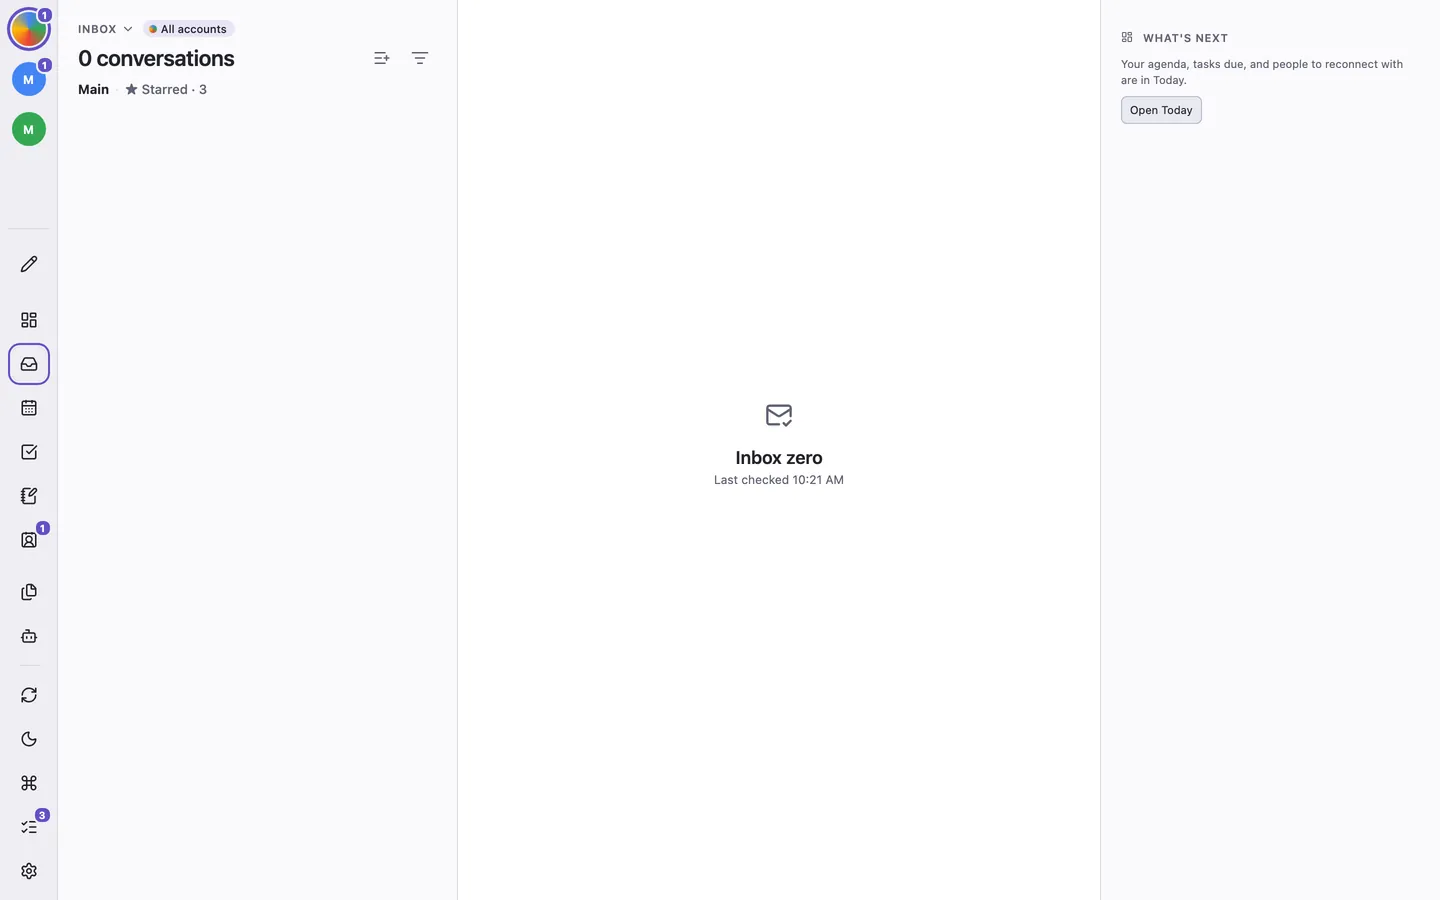 1
M
1
M
1
3
INBOX
All accounts
0 conversations
Main · ★ Starred · 3
Inbox zero
Last checked 10:21 AM
WHAT'S NEXT
Your agenda, tasks due, and people to reconnect with
are in Today.
Open Today